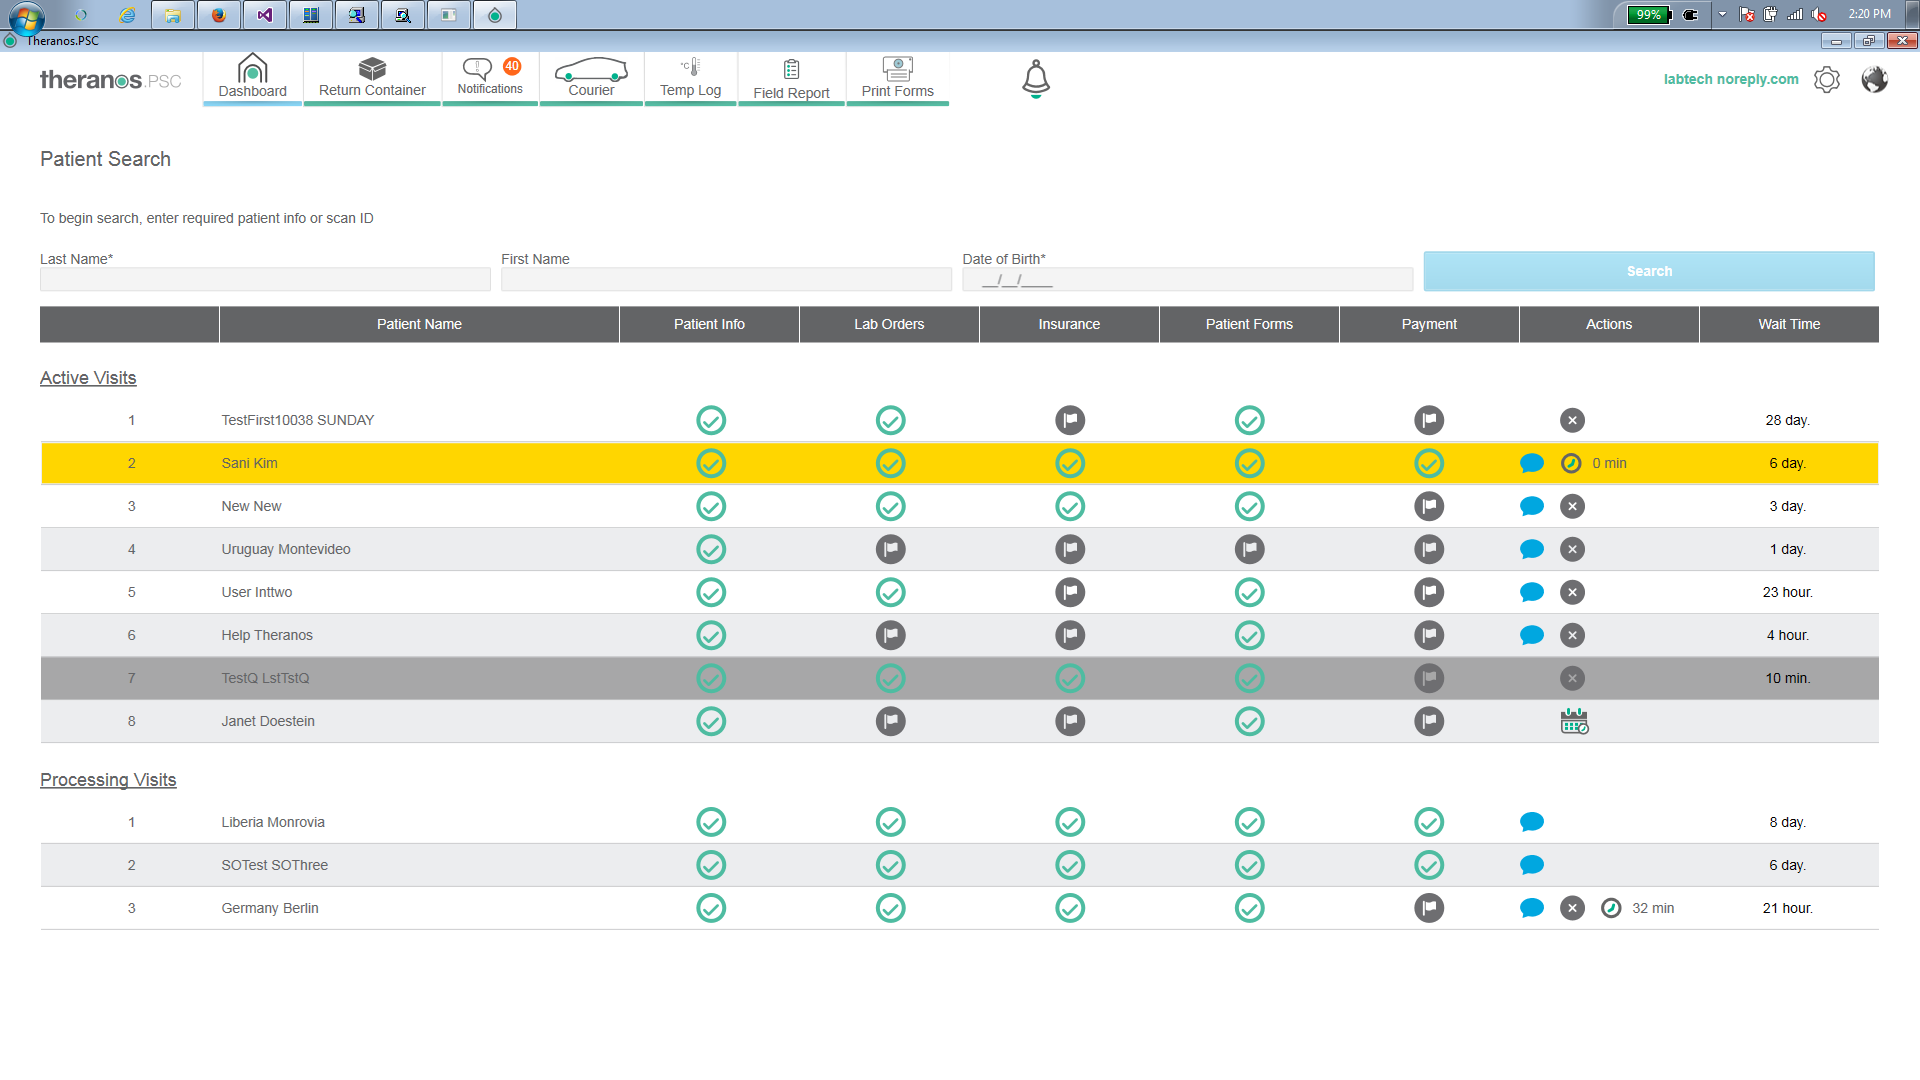 99%
2:20 PM
Theranos.PSC
theranos.PSC
Dashboard
Return Container
40
Notifications
Courier
°C
Temp Log
Field Report
Print Forms
labtech noreply.com
Patient Search
To begin search, enter required patient info or scan ID
Last Name* First Name Date of Birth*
__/__/____
Search
Patient Name Patient Info Lab Orders Insurance Patient Forms Payment Actions Wait Time
Active Visits
1 TestFirst10038 SUNDAY 28 day.
2 Sani Kim 0 min 6 day.
3 New New 3 day.
4 Uruguay Montevideo 1 day.
5 User Inttwo 23 hour.
6 Help Theranos 4 hour.
7 TestQ LstTstQ 10 min.
8 Janet Doestein
Processing Visits
1 Liberia Monrovia 8 day.
2 SOTest SOThree 6 day.
3 Germany Berlin 32 min 21 hour.